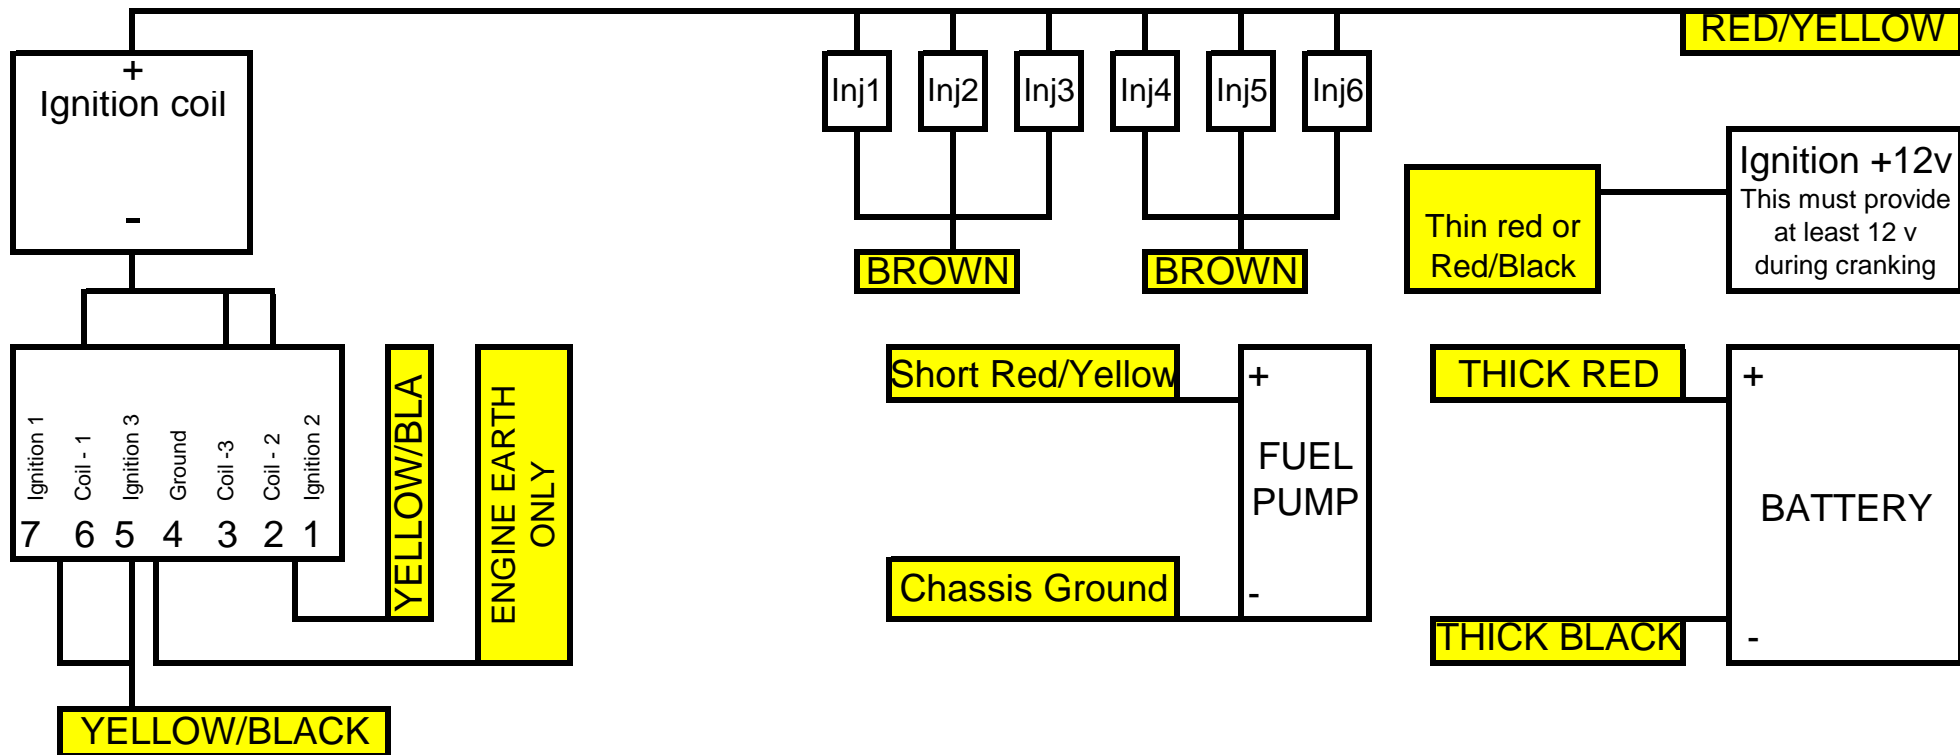 RED/YELLOW
+
Ignition coil
-
Inj1
Inj2
Inj3
Inj4
Inj5
Inj6
BROWN
BROWN
Thin red or
Red/Black
Ignition +12v
This must provide
at least 12 v
during cranking
Ignition 1
Coil - 1
Ignition 3
Ground
Coil -3
Coil - 2
Ignition 2
7 6 5 4 3 2 1
YELLOW/BLA
ENGINE EARTH
ONLY
YELLOW/BLACK
Short Red/Yellow
+
FUEL
PUMP
Chassis Ground
-
THICK RED
+
BATTERY
THICK BLACK
-